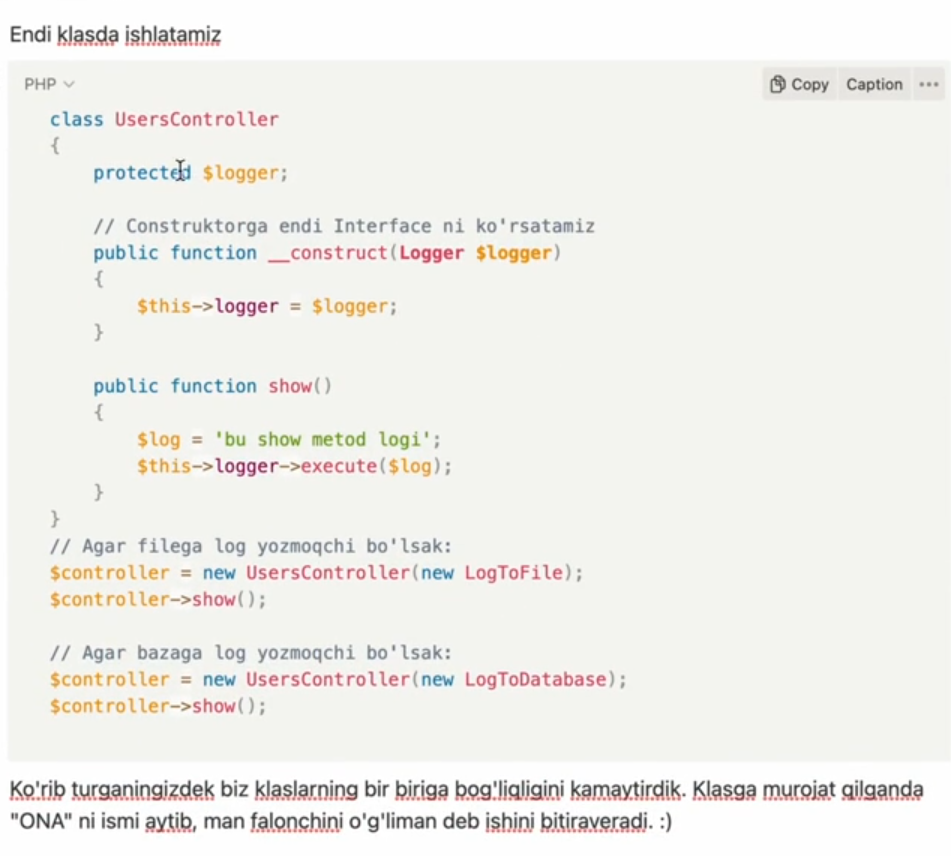 Endi klasda ishlatamiz
PHP
Copy Caption ...
class UsersController
{
    protected $logger;

    // Construktorga endi Interface ni ko'rsatamiz
    public function __construct(Logger $logger)
    {
        $this->logger = $logger;
    }

    public function show()
    {
        $log = 'bu show metod logi';
        $this->logger->execute($log);
    }
}
// Agar filega log yozmoqchi bo'lsak:
$controller = new UsersController(new LogToFile);
$controller->show();

// Agar bazaga log yozmoqchi bo'lsak:
$controller = new UsersController(new LogToDatabase);
$controller->show();

Ko'rib turganingizdek biz klaslarning bir biriga bog'liqligini kamaytirdik. Klasga murojat qilganda
"ONA" ni ismi aytib, man falonchini o'g'liman deb ishini bitiraveradi. :)